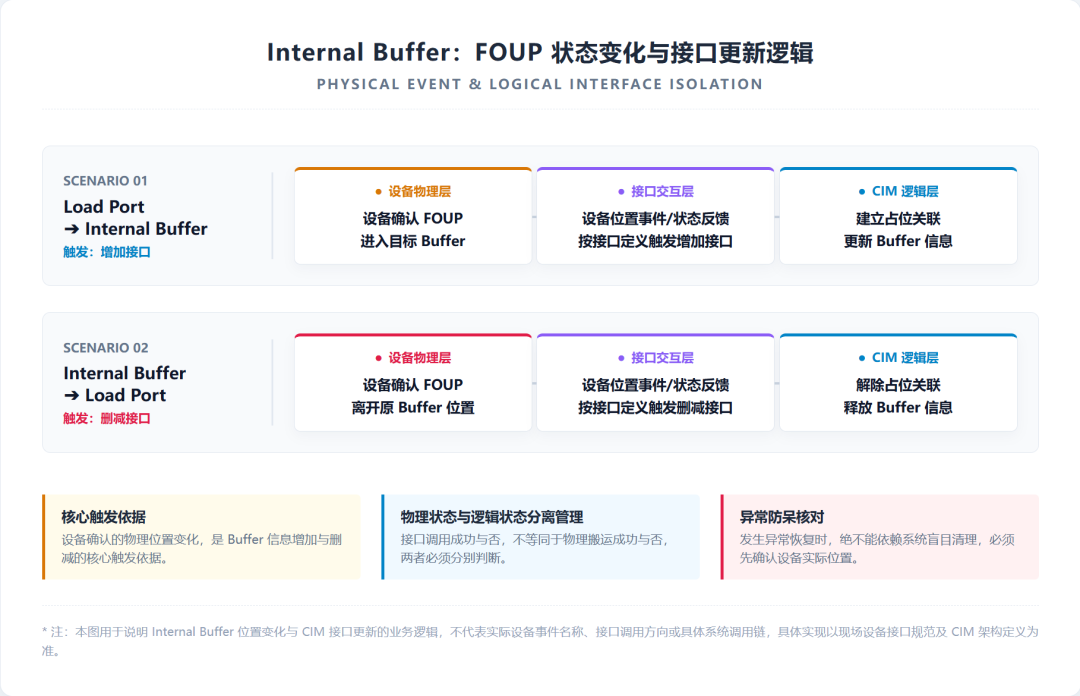 Internal Buffer：FOUP 状态变化与接口更新逻辑
PHYSICAL EVENT & LOGICAL INTERFACE ISOLATION
SCENARIO 01
Load Port
➔ Internal Buffer
触发：增加接口
● 设备物理层
设备确认 FOUP
进入目标 Buffer
● 接口交互层
设备位置事件/状态反馈
按接口定义触发增加接口
● CIM 逻辑层
建立占位关联
更新 Buffer 信息
SCENARIO 02
Internal Buffer
➔ Load Port
触发：删减接口
● 设备物理层
设备确认 FOUP
离开原 Buffer 位置
● 接口交互层
设备位置事件/状态反馈
按接口定义触发删减接口
● CIM 逻辑层
解除占位关联
释放 Buffer 信息
核心触发依据
设备确认的物理位置变化，是 Buffer 信息增加与删
减的核心触发依据。
物理状态与逻辑状态分离管理
接口调用成功与否，不等同于物理搬运成功与否，
两者必须分别判断。
异常防呆核对
发生异常恢复时，绝不能依赖系统盲目清理，必须
先确认设备实际位置。
* 注：本图用于说明 Internal Buffer 位置变化与 CIM 接口更新的业务逻辑，不代表实际设备事件名称、接口调用方向或具体系统调用链，具体实现以现场设备接口规范及 CIM 架构定义为
准。